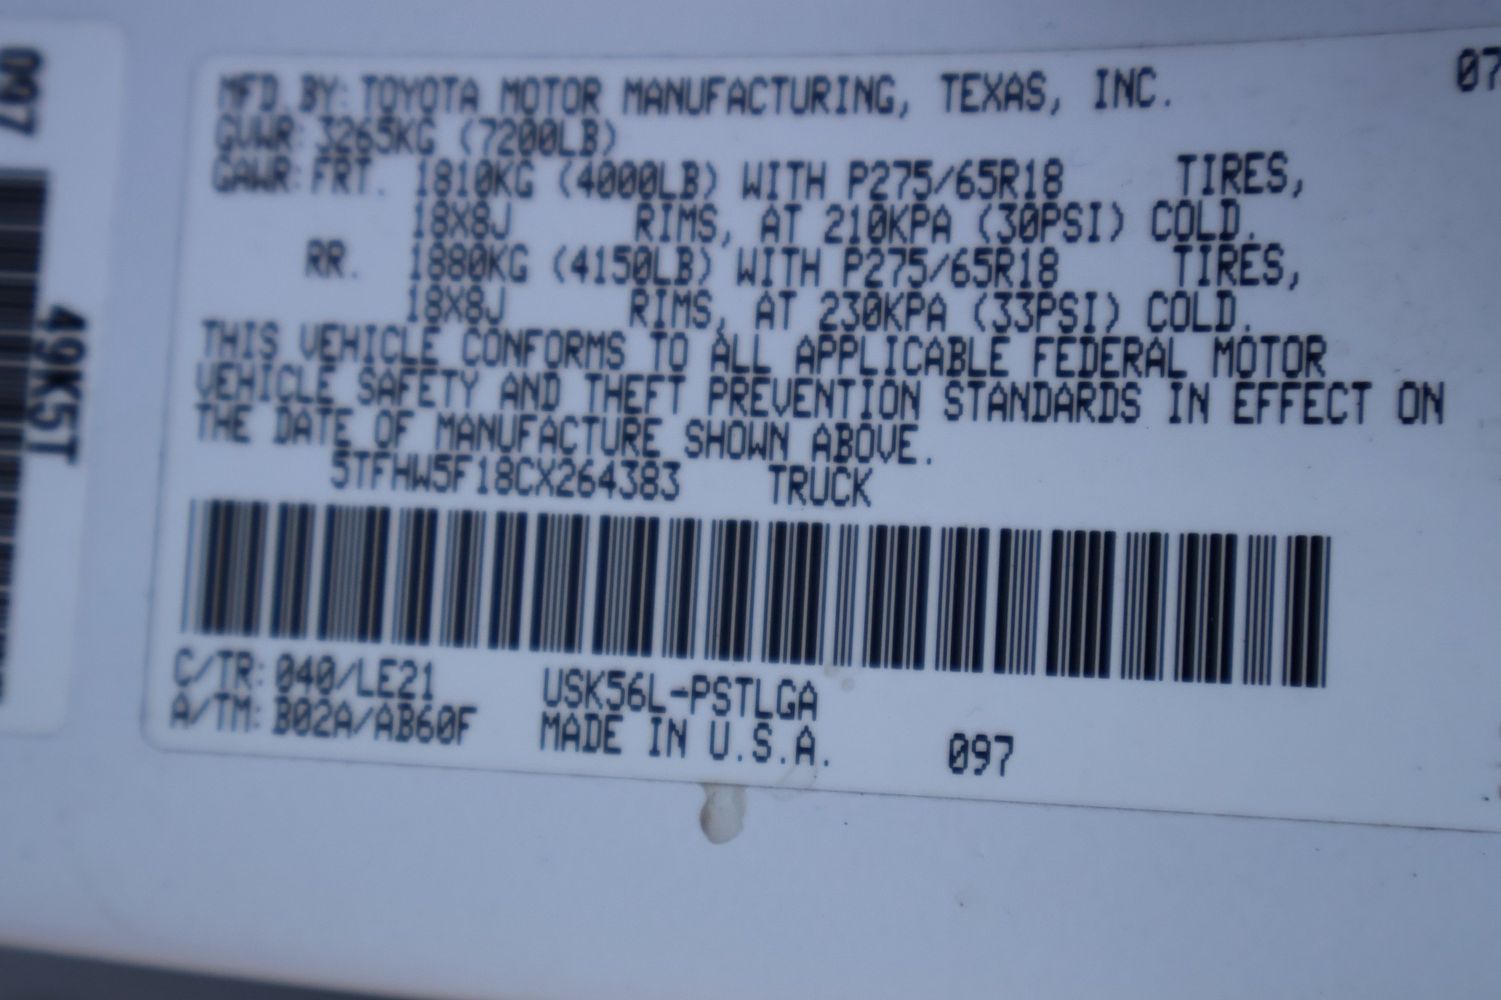 MFD. BY: TOYOTA MOTOR MANUFACTURING, TEXAS, INC. 07
GVWR: 3265KG (7200LB)
GAWR: FRT. 1810KG (4000LB) WITH P275/65R18 TIRES,
18X8J RIMS, AT 210KPA (30PSI) COLD.
RR. 1880KG (4150LB) WITH P275/65R18 TIRES,
18X8J RIMS, AT 230KPA (33PSI) COLD.
THIS VEHICLE CONFORMS TO ALL APPLICABLE FEDERAL MOTOR
VEHICLE SAFETY AND THEFT PREVENTION STANDARDS IN EFFECT ON
THE DATE OF MANUFACTURE SHOWN ABOVE.
5TFHW5F18CX264383 TRUCK
C/TR: 040/LE21 USK56L-PSTLGA
A/TM: B02A/AB60F MADE IN U.S.A. 097
097
49K5T